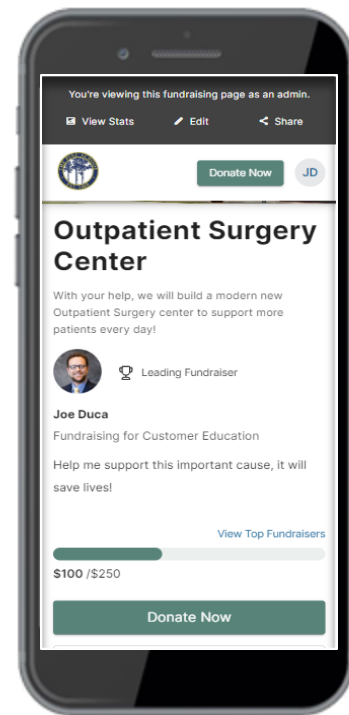 You're viewing this fundraising page as an admin.
View Stats Edit Share
Donate Now JD
Outpatient Surgery
Center
With your help, we will build a modern new
Outpatient Surgery center to support more
patients every day!
Leading Fundraiser
Joe Duca
Fundraising for Customer Education
Help me support this important cause, it will
save lives!
View Top Fundraisers
$100 /$250
Donate Now